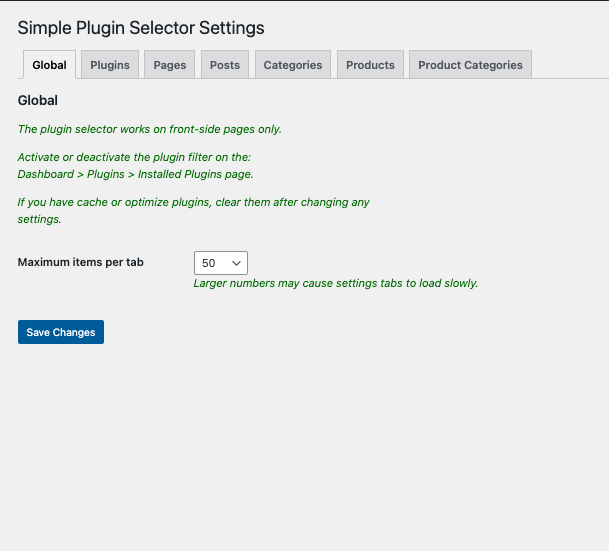 Simple Plugin Selector Settings
Global Plugins Pages Posts Categories Products Product Categories
Global
The plugin selector works on front-side pages only.
Activate or deactivate the plugin filter on the:
Dashboard > Plugins > Installed Plugins page.
If you have cache or optimize plugins, clear them after changing any
settings.
Maximum items per tab 50
Larger numbers may cause settings tabs to load slowly.
Save Changes